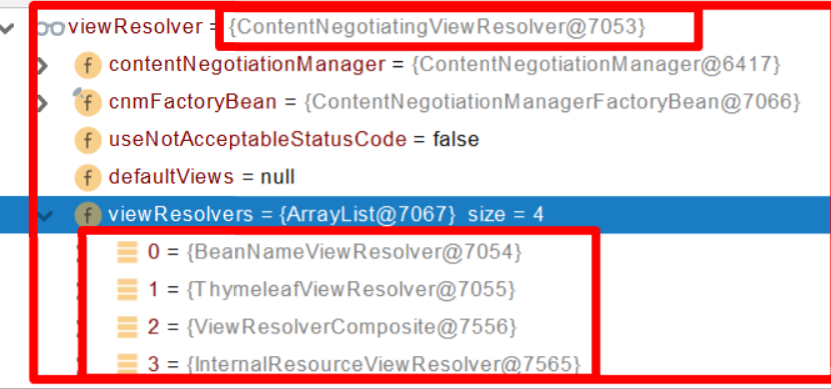 viewResolver = {ContentNegotiatingViewResolver@7053}
f contentNegotiationManager = {ContentNegotiationManager@6417}
f cnmFactoryBean = {ContentNegotiationManagerFactoryBean@7066}
f useNotAcceptableStatusCode = false
f defaultViews = null
f viewResolvers = {ArrayList@7067} size = 4
0 = {BeanNameViewResolver@7054}
1 = {ThymeleafViewResolver@7055}
2 = {ViewResolverComposite@7556}
3 = {InternalResourceViewResolver@7565}